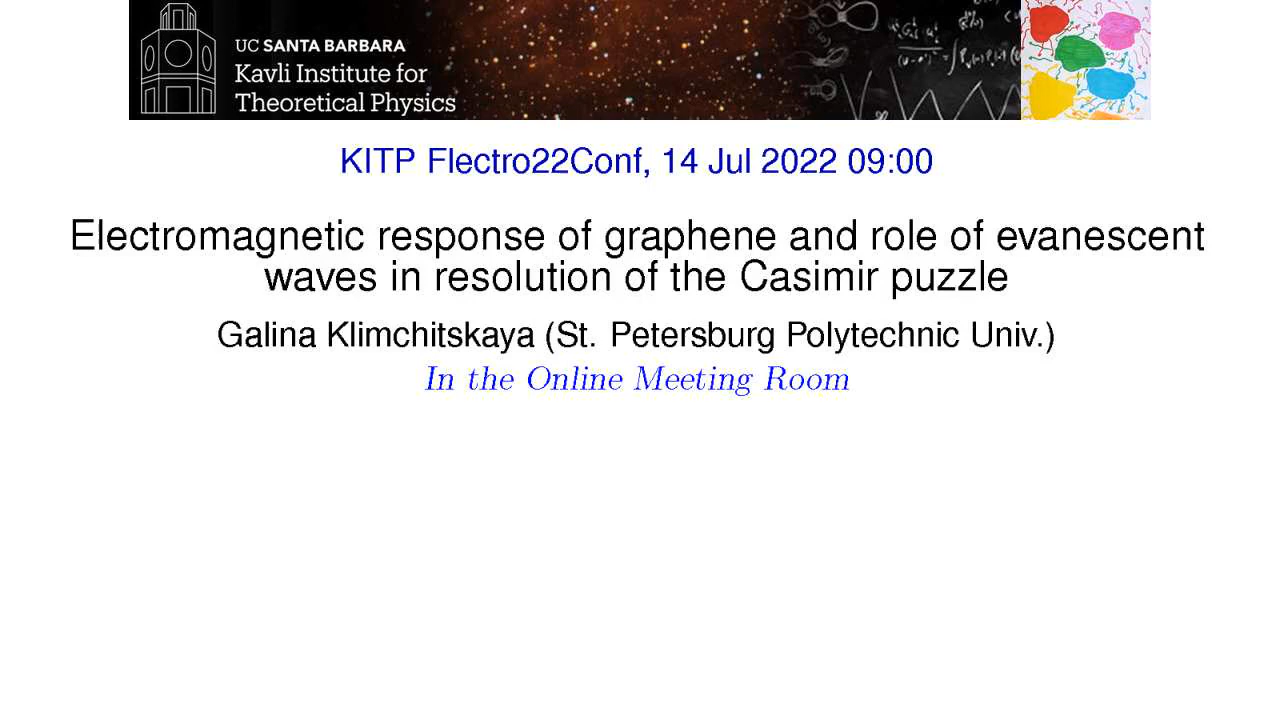 UC SANTA BARBARA
Kavli Institute for
Theoretical Physics
KITP Flectro22Conf, 14 Jul 2022 09:00
Electromagnetic response of graphene and role of evanescent
waves in resolution of the Casimir puzzle
Galina Klimchitskaya (St. Petersburg Polytechnic Univ.)
In the Online Meeting Room